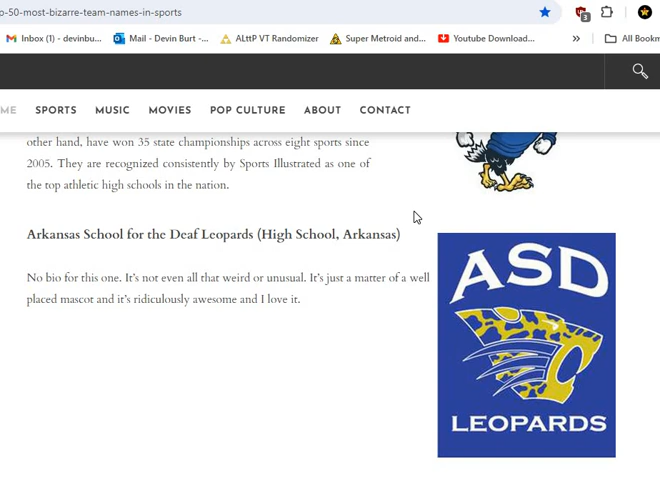 p-50-most-bizarre-team-names-in-sports
3
Inbox (1) - devinbu...
Mail - Devin Burt -...
ALttP VT Randomizer
Super Metroid and...
Youtube Download...
»
All Bookm
ME
SPORTS
MUSIC
MOVIES
POP CULTURE
ABOUT
CONTACT
other hand, have won 35 state championships across eight sports since
2005. They are recognized consistently by Sports Illustrated as one of
the top athletic high schools in the nation.
Arkansas School for the Deaf Leopards (High School, Arkansas)
No bio for this one. It's not even all that weird or unusual. It's just a matter of a well
placed mascot and it's ridiculously awesome and I love it.
ASD
LEOPARDS